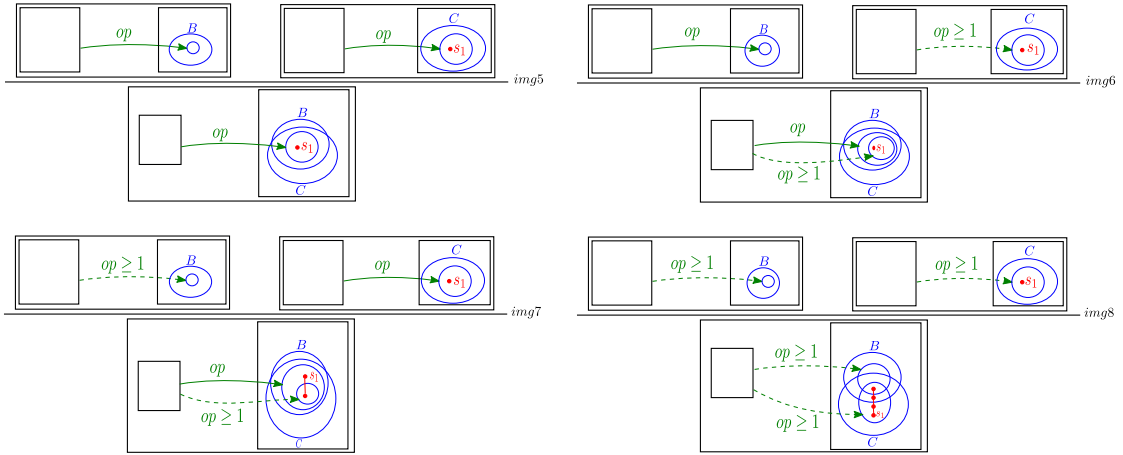 op B op C s1 op B op ≥ 1 C s1
img5 img6
op B s1 C op op ≥ 1 B s1 C
op ≥ 1 B op C s1 op ≥ 1 B op ≥ 1 C s1
img7 img8
op op ≥ 1 B s1 C op ≥ 1 op ≥ 1 B s1 C